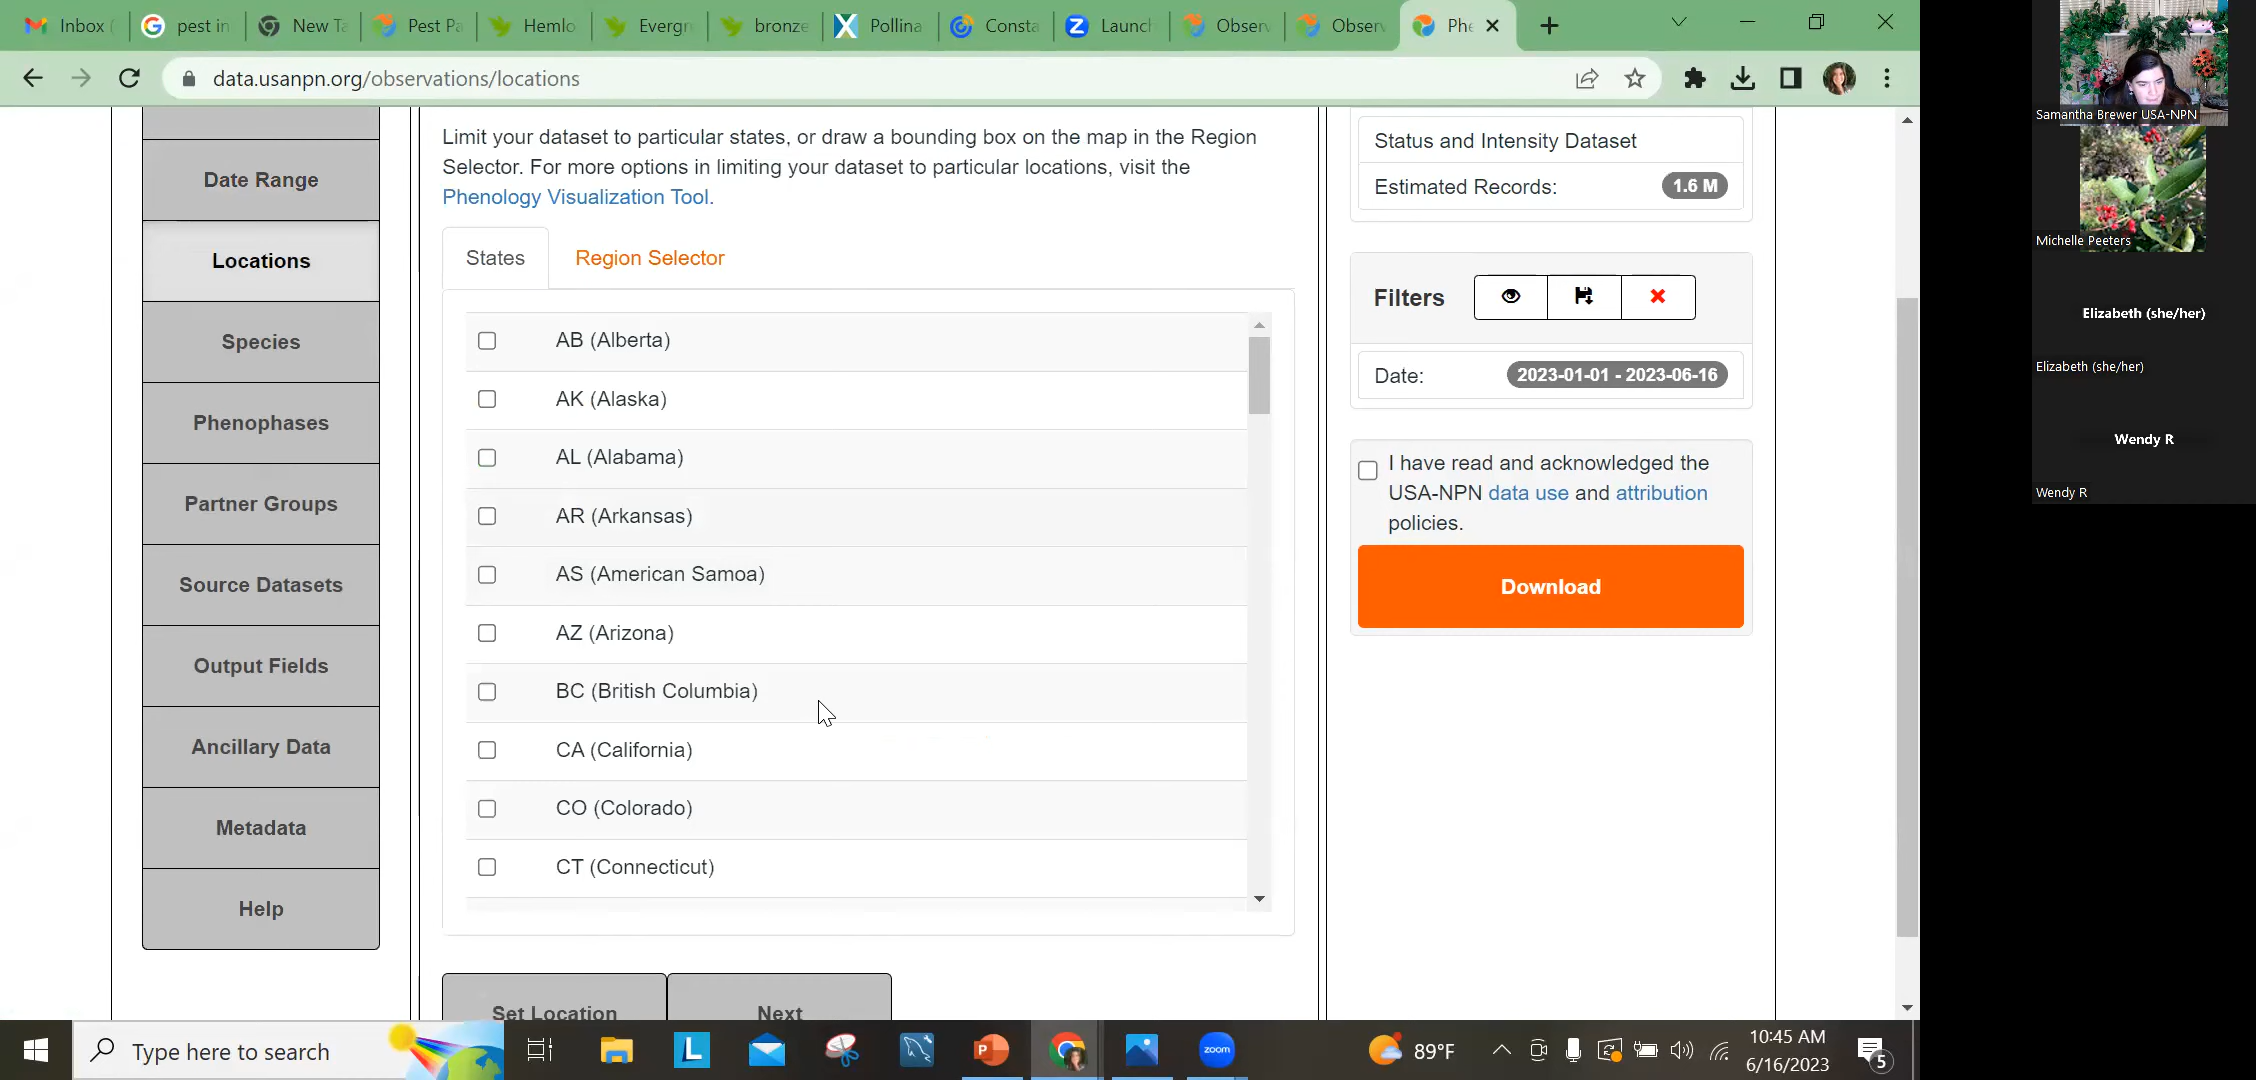 Inbox
pest in
New Ta
Pest Pa
Hemlo
Evergr
bronze
Pollina
Consta
Launch
Observ
Observ
Phe
data.usanpn.org/observations/locations
Date Range
Locations
Species
Phenophases
Partner Groups
Source Datasets
Output Fields
Ancillary Data
Metadata
Help
Limit your dataset to particular states, or draw a bounding box on the map in the Region
Selector. For more options in limiting your dataset to particular locations, visit the
Phenology Visualization Tool.
States
Region Selector
AB (Alberta)
AK (Alaska)
AL (Alabama)
AR (Arkansas)
AS (American Samoa)
AZ (Arizona)
BC (British Columbia)
CA (California)
CO (Colorado)
CT (Connecticut)
Set Location
Next
Status and Intensity Dataset
Estimated Records: 1.6 M
Filters
Date: 2023-01-01 - 2023-06-16
I have read and acknowledged the
USA-NPN data use and attribution
policies.
Download
Samantha Brewer USA-NPN
Michelle Peeters
Elizabeth (she/her)
Elizabeth (she/her)
Wendy R
Wendy R
Type here to search
L
P
zoom
89°F
10:45 AM
6/16/2023
5